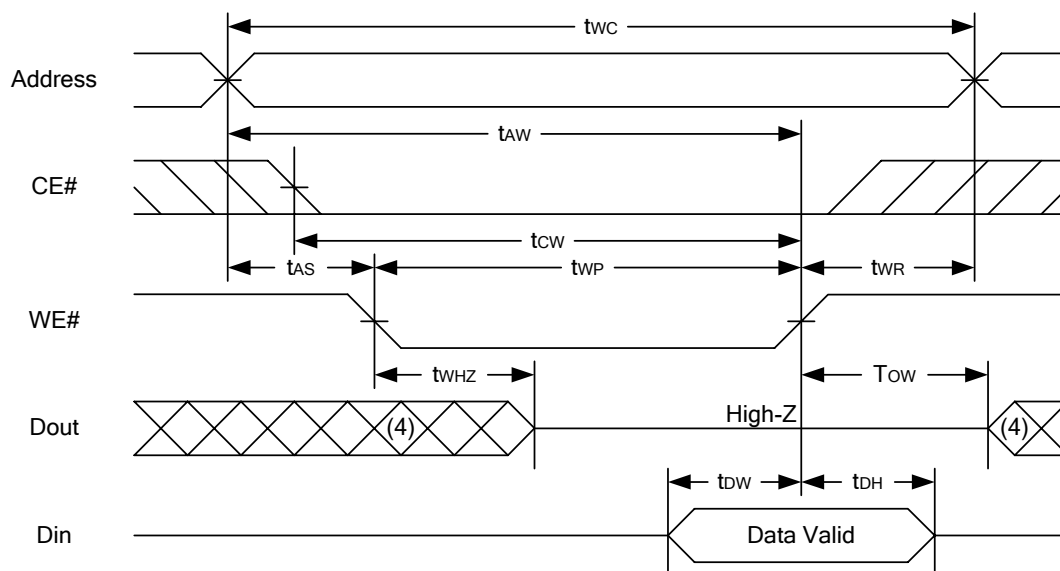 tWC
Address
tAW
CE#
tCW
tAS
tWP
tWR
WE#
tWHZ
TOW
Dout
(4)
High-Z
(4)
tDW
tDH
Din
Data Valid